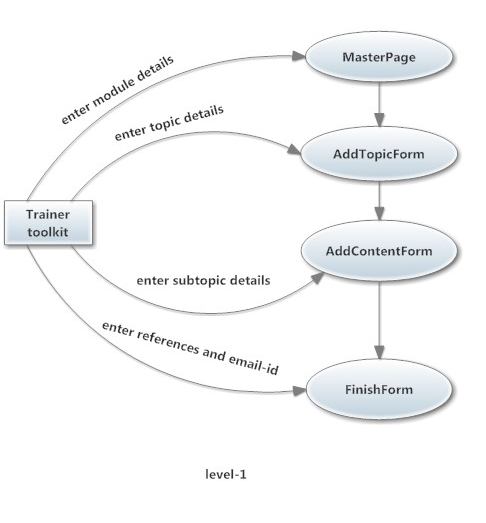 MasterPage
enter module details
enter topic details
AddTopicForm
Trainer
toolkit
AddContentForm
enter subtopic details
enter references and email-id
FinishForm
level-1